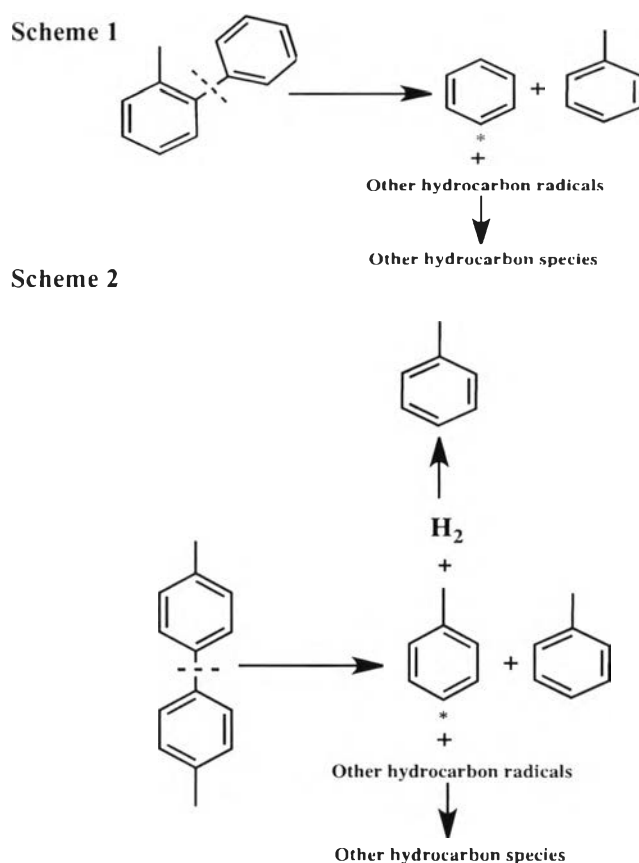 Scheme 1
+
*
+
Other hydrocarbon radicals
Other hydrocarbon species
Scheme 2
H2
+
+
*
+
Other hydrocarbon radicals
Other hydrocarbon species